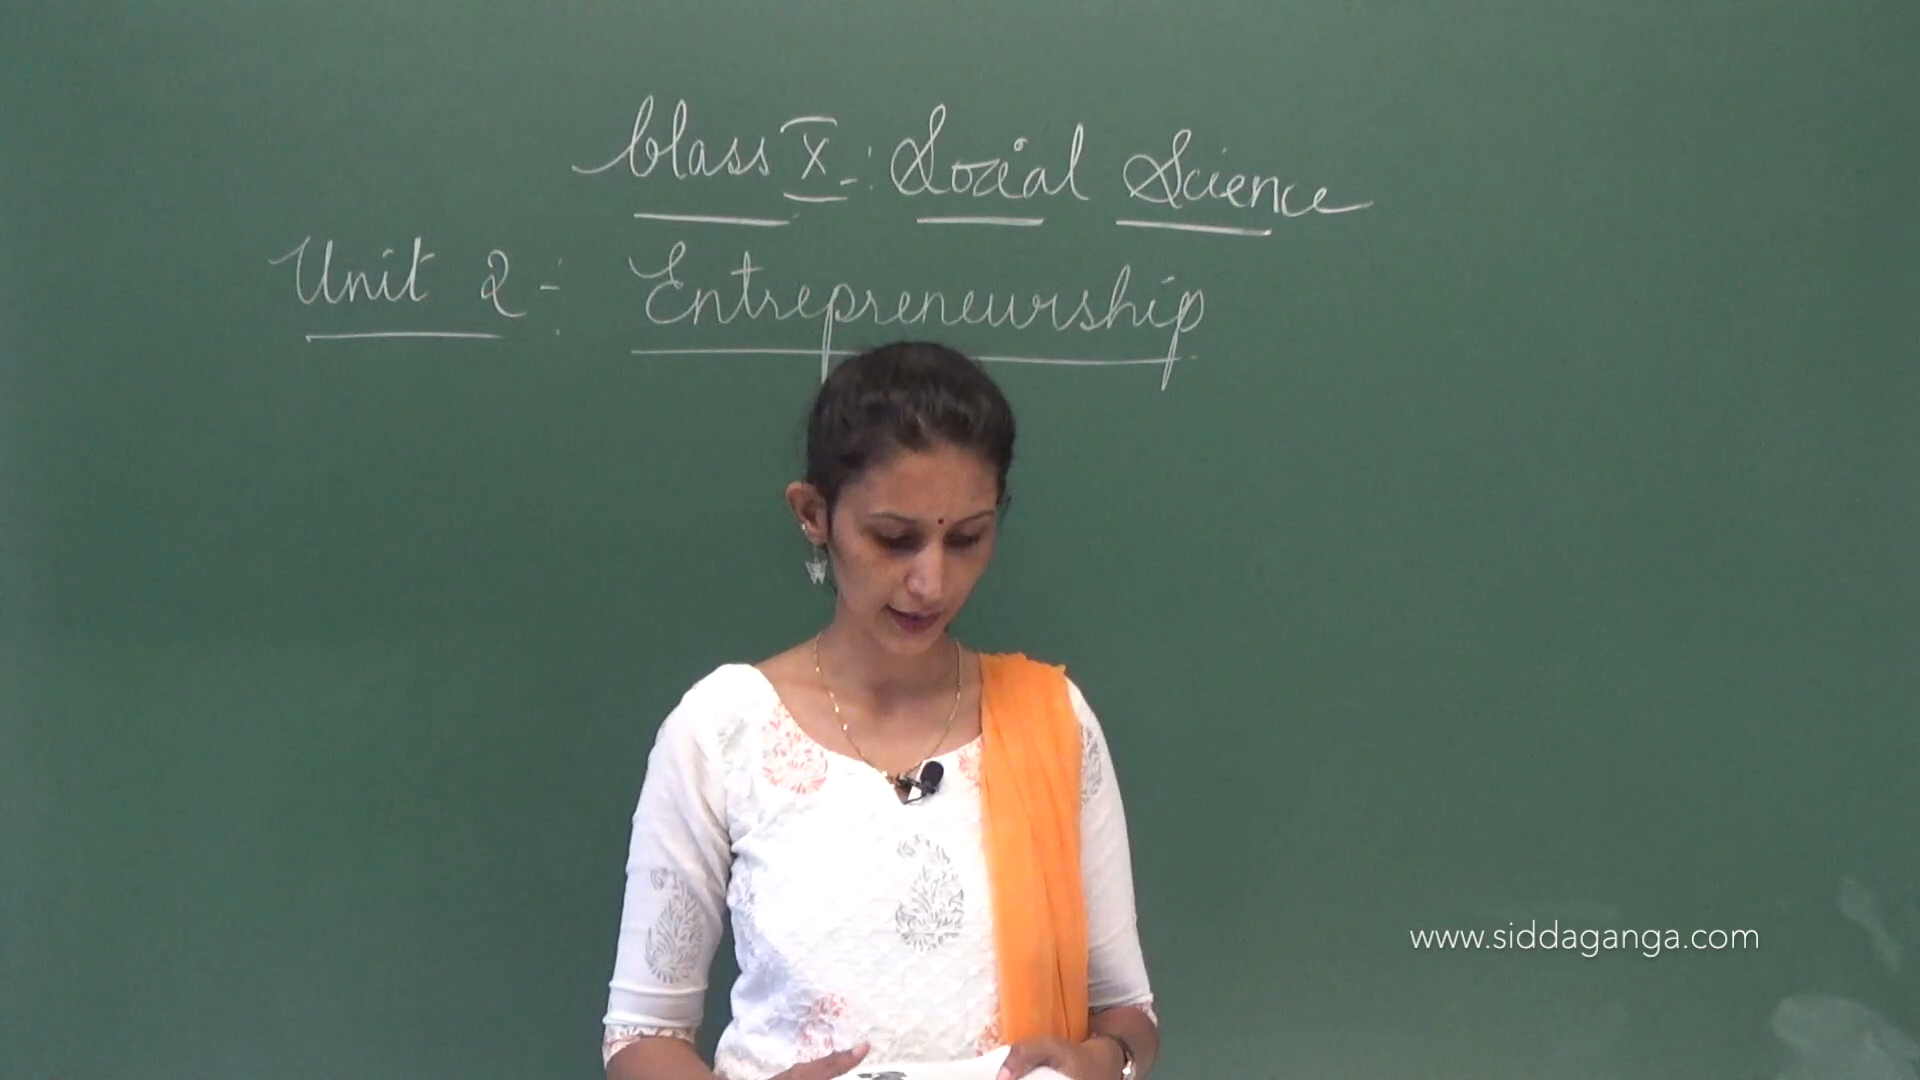 Class X :- Social Science
Unit 2 :- Entrepreneurship
www.siddaganga.com